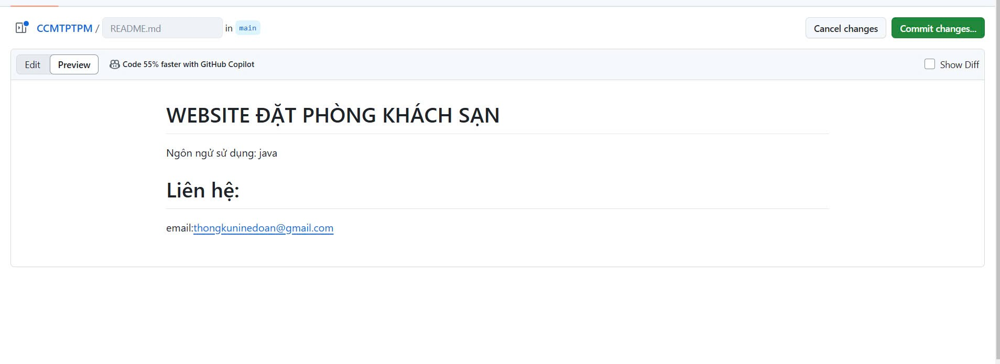 CCMTPTPM / README.md in main
Cancel changes
Commit changes...
Edit
Preview
Code 55% faster with GitHub Copilot
Show Diff
WEBSITE ĐẶT PHÒNG KHÁCH SẠN
Ngôn ngử sử dụng: java
Liên hệ:
email:thongkuninedoan@gmail.com